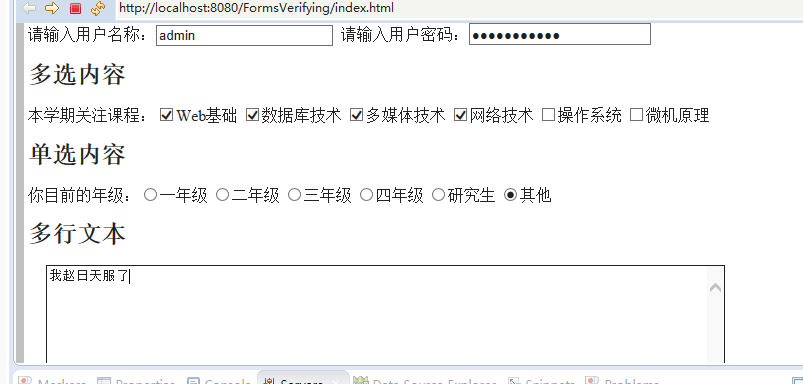 http://localhost:8080/FormsVerifying/index.html
请输入用户名称：admin 请输入用户密码：●●●●●●●●●●●
多选内容
本学期关注课程： Web基础 数据库技术 多媒体技术 网络技术 操作系统 微机原理
单选内容
你目前的年级： 一年级 二年级 三年级 四年级 研究生 其他
多行文本
我赵日天服了
Markers Properties Console Servers Data Source Explorer Snippets Problems